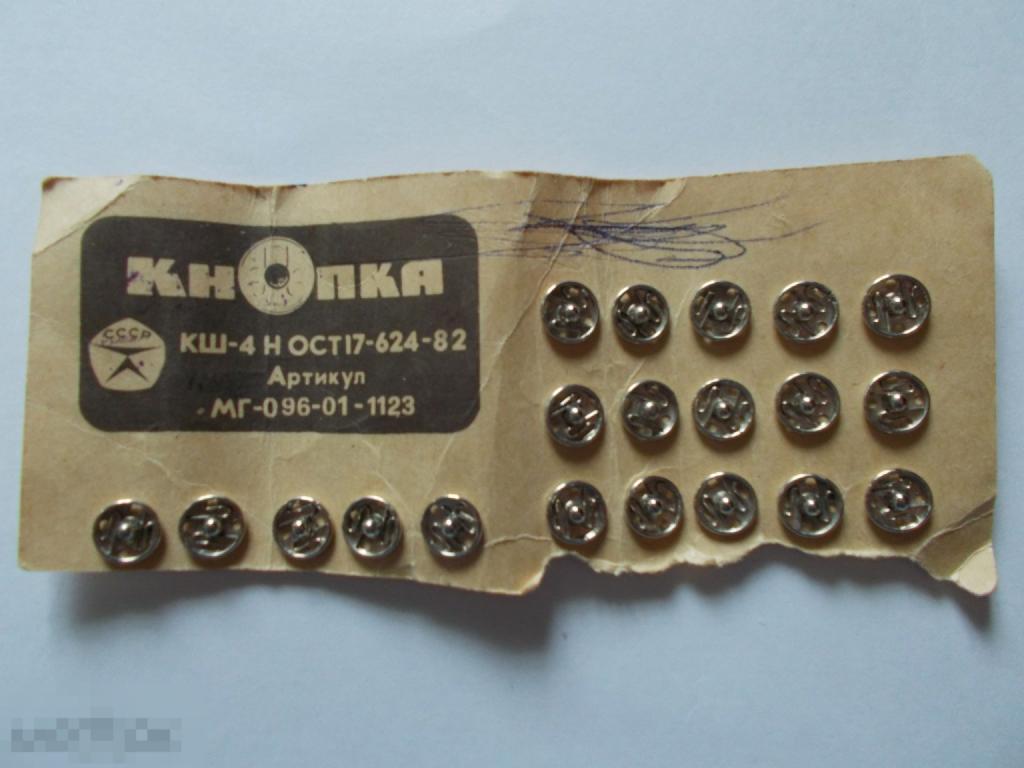 КНОПКА
СССР
КШ-4 Н ОСТ17-624-82
Артикул
МГ-096-01-1123